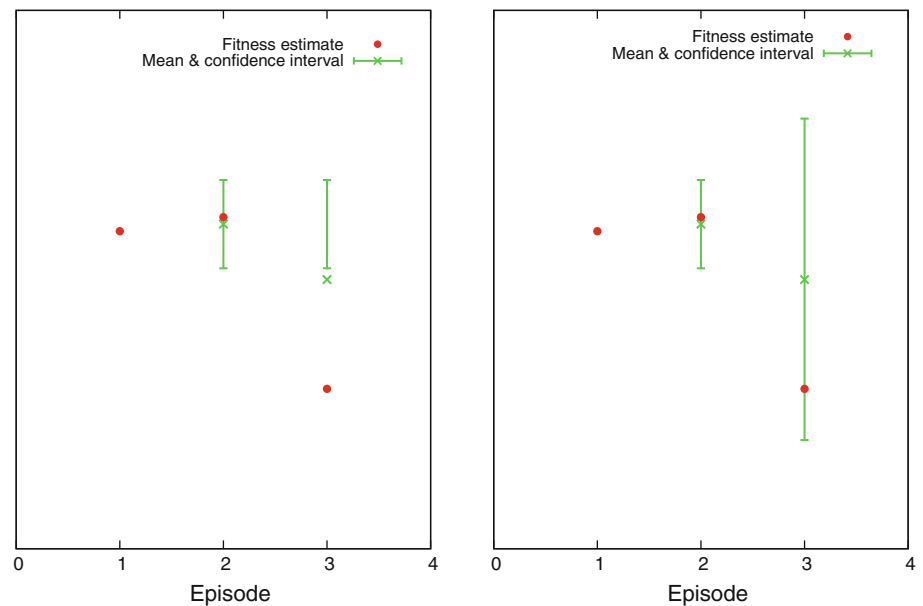 Fitness estimate
Mean & confidence interval
0 1 2 3 4
Episode
Fitness estimate
Mean & confidence interval
0 1 2 3 4
Episode